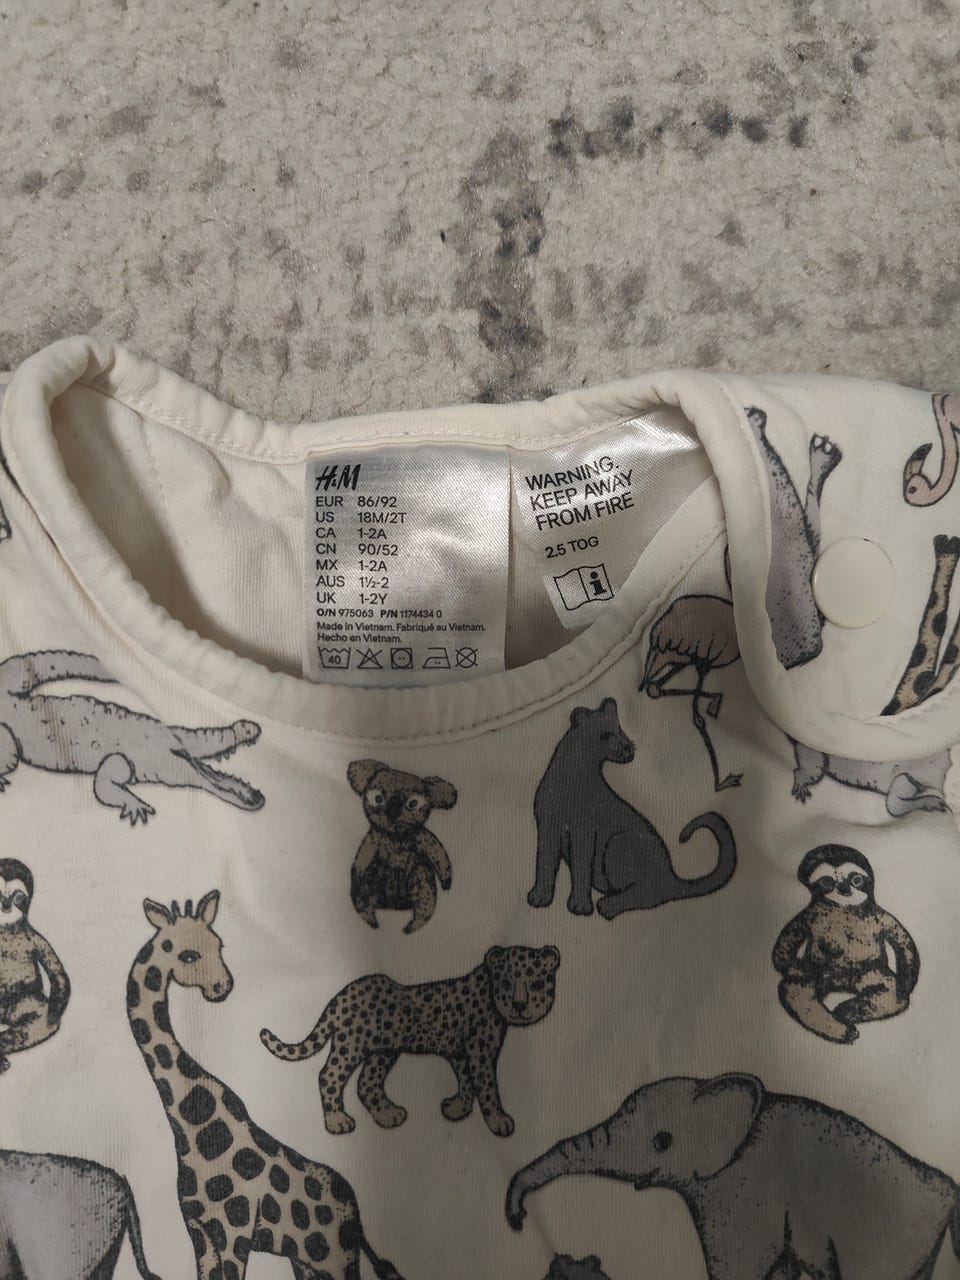 H&M
EUR 86/92
US 18M/2T
CA 1-2A
CN 90/52
MX 1-2A
AUS 1½-2
UK 1-2Y
O/N 975063 P/N 1174434 0
Made in Vietnam. Fabriqué au Vietnam.
Hecho en Vietnam.
40
WARNING.
KEEP AWAY
FROM FIRE
2.5 TOG
i